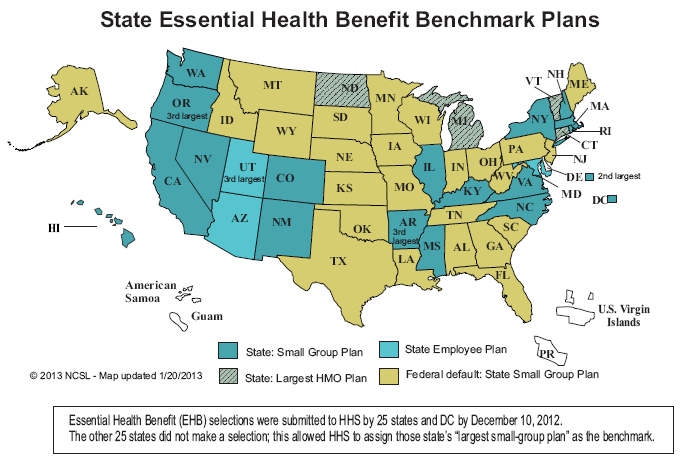 State Essential Health Benefit Benchmark Plans
WA
AK
MT
ND
MN
VT
NH
ME
OR
3rd largest
ID
SD
WI
MI
NY
MA
WY
RI
IA
PA
CT
NE
NJ
NV
UT
3rd largest
CO
IL
IN
OH
WV
VA
DE
2nd largest
CA
KS
MO
KY
MD
DC
AZ
NM
OK
AR
3rd largest
TN
NC
HI
SC
MS
AL
GA
TX
LA
FL
American
Samoa
Guam
U.S. Virgin
Islands
PR
State: Small Group Plan
State Employee Plan
© 2013 NCSL - Map updated 1/20/2013
State: Largest HMO Plan
Federal default: State Small Group Plan
Essential Health Benefit (EHB) selections were submitted to HHS by 25 states and DC by December 10, 2012.
The other 25 states did not make a selection; this allowed HHS to assign those state's “largest small-group plan” as the benchmark.